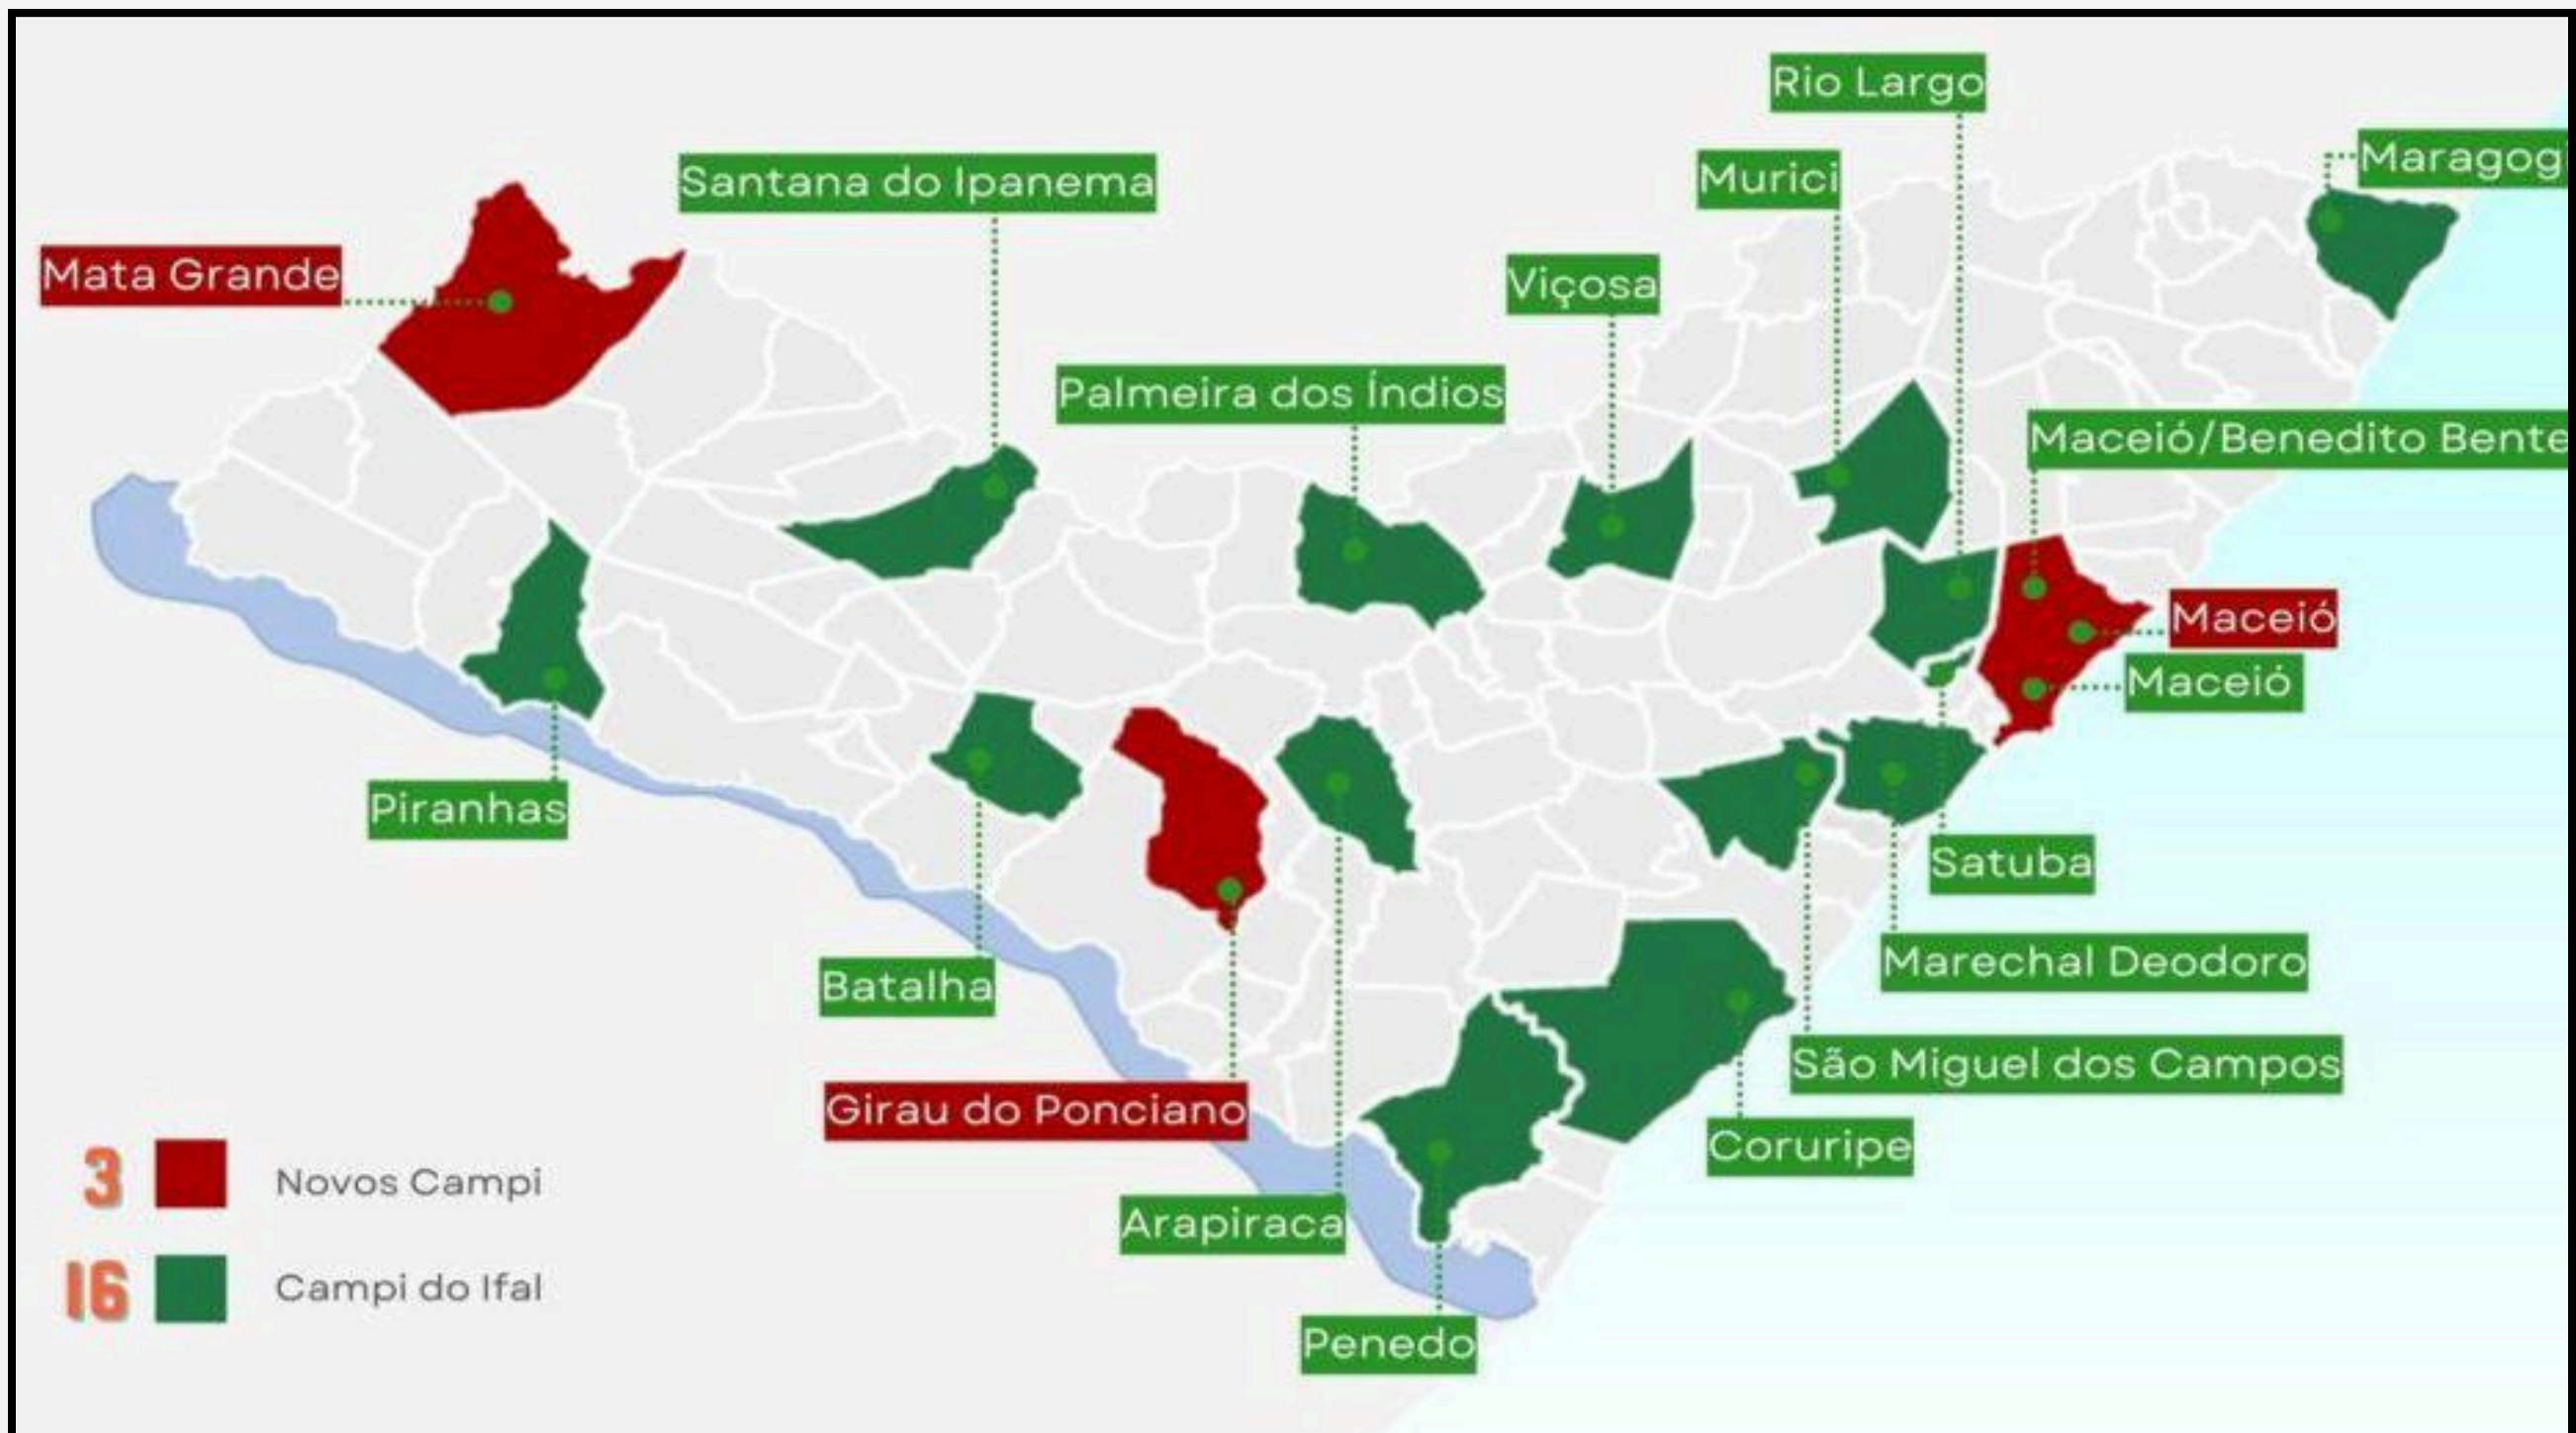 Rio Largo
Maragog
Santana do Ipanema
Murici
Mata Grande
Viçosa
Palmeira dos Índios
Maceió/Benedito Bente
Maceió
Maceió
Piranhas
Satuba
Marechal Deodoro
Batalha
São Miguel dos Campos
Girau do Ponciano
Coruripe
Arapiraca
Penedo
3 Novos Campi
16 Campi do Ifal